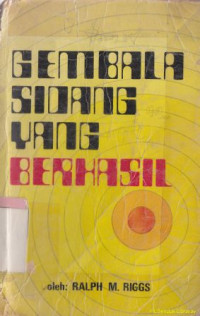 GEMBALA
SIDANG
YANG
BERHASIL
oleh: RALPH M. RIGGS